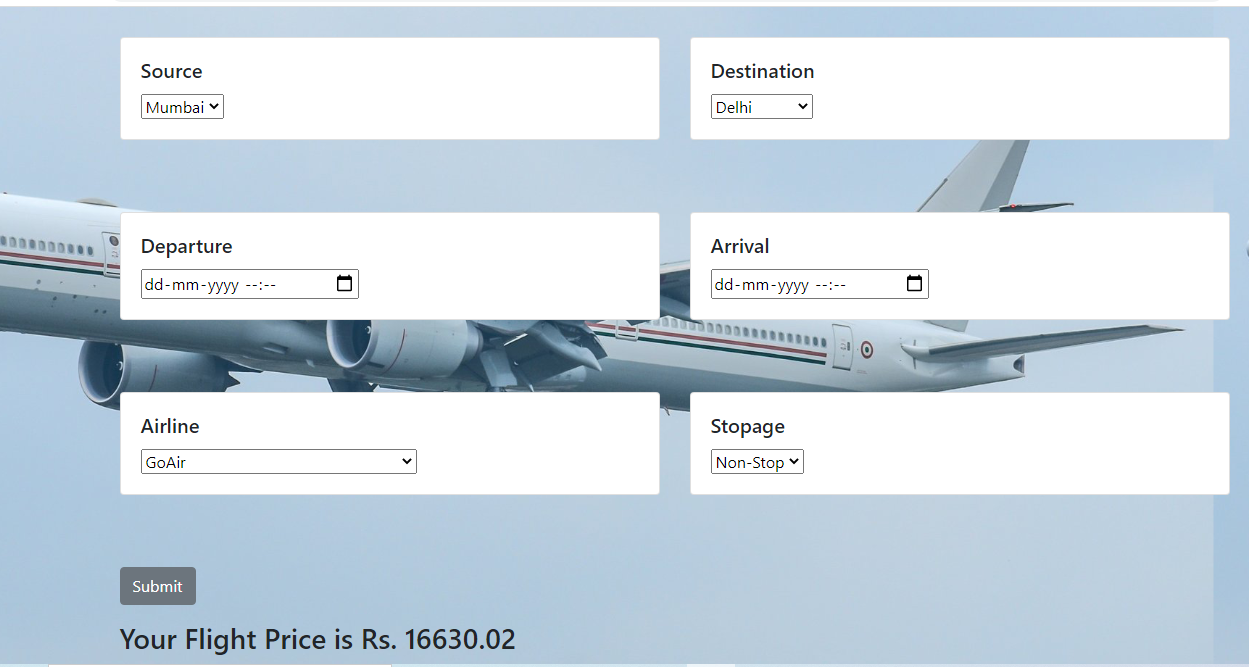 Source Destination
Mumbai Delhi
Departure Arrival
dd-mm-yyyy --:-- dd-mm-yyyy --:--
Airline Stopage
GoAir Non-Stop
Submit
Your Flight Price is Rs. 16630.02